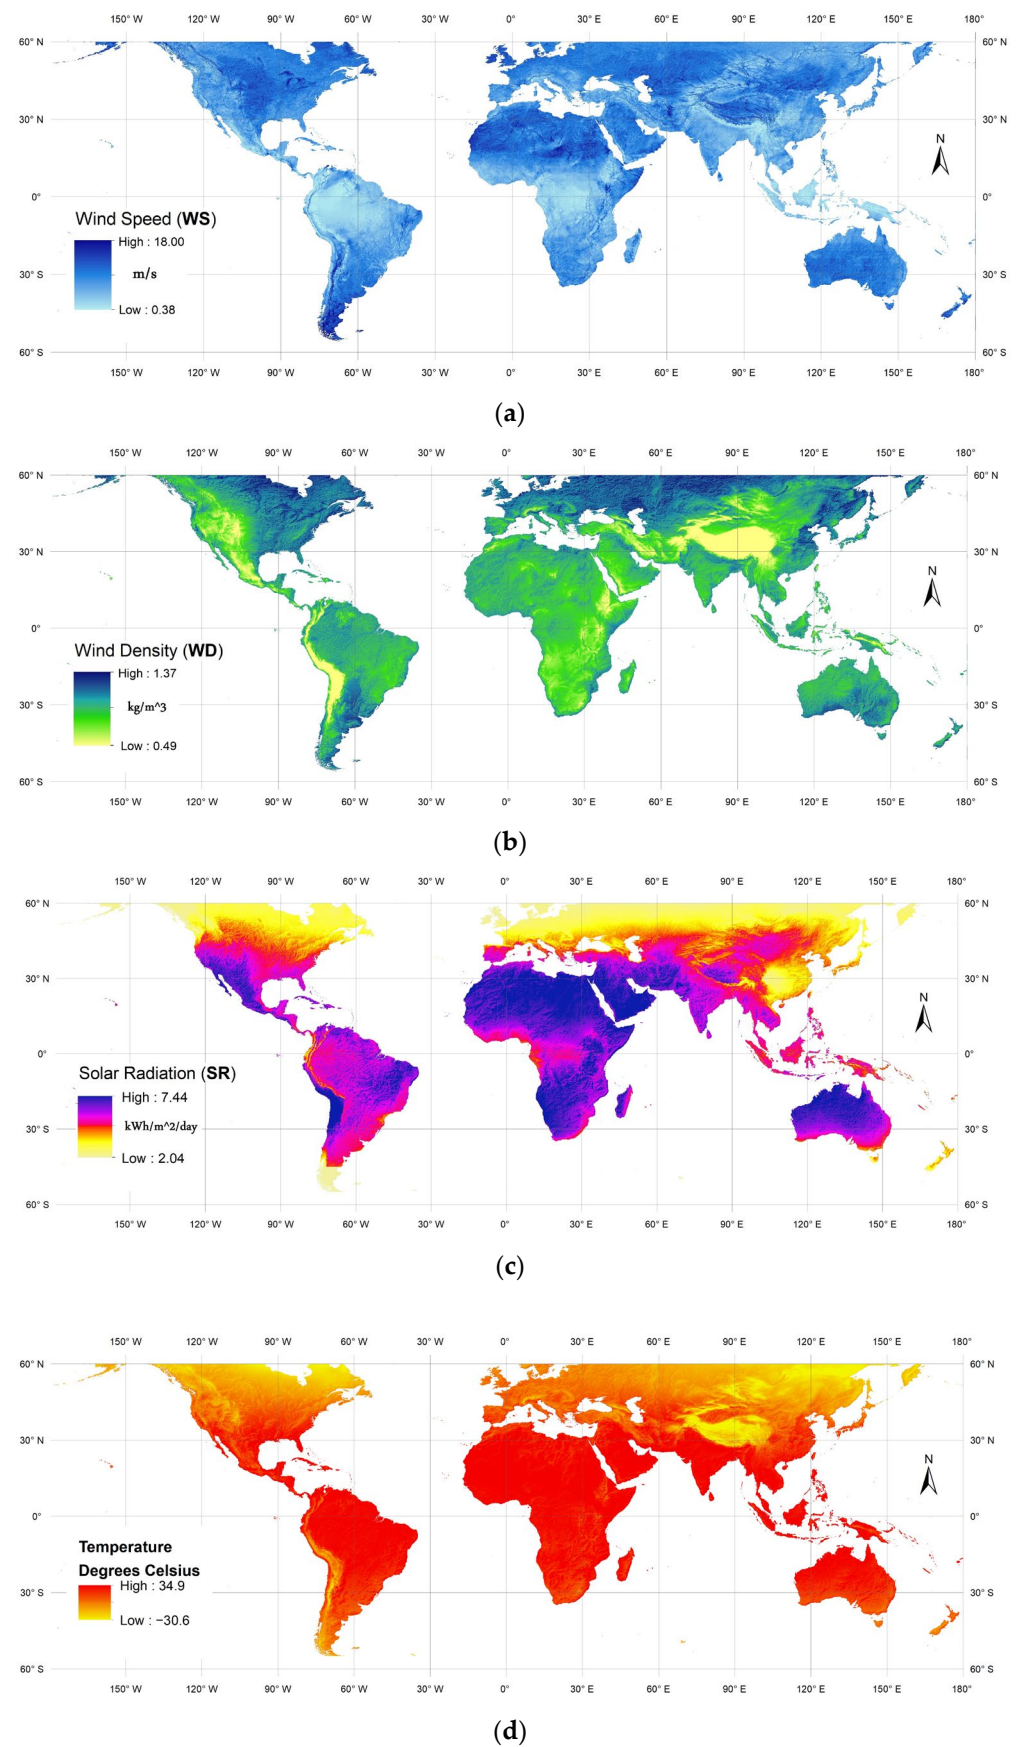 150° W 120° W 90° W 60° W 30° W 0° 30° E 60° E 90° E 120° E 150° E 180°
60° N 60° N
30° N 30° N
N
0° 0°
Wind Speed (WS)
High : 18.00
m/s
30° S 30° S
Low : 0.38
60° S 60° S
150° W 120° W 90° W 60° W 30° W 0° 30° E 60° E 90° E 120° E 150° E 180°
(a)
150° W 120° W 90° W 60° W 30° W 0° 30° E 60° E 90° E 120° E 150° E 180°
60° N 60° N
30° N 30° N
N
0° 0°
Wind Density (WD)
High : 1.37
kg/m^3
30° S 30° S
Low : 0.49
60° S 60° S
150° W 120° W 90° W 60° W 30° W 0° 30° E 60° E 90° E 120° E 150° E 180°
(b)
150° W 120° W 90° W 60° W 30° W 0° 30° E 60° E 90° E 120° E 150° E 180°
60° N 60° N
30° N 30° N
N
0° 0°
Solar Radiation (SR)
High : 7.44
kWh/m^2/day
30° S 30° S
Low : 2.04
60° S 60° S
150° W 120° W 90° W 60° W 30° W 0° 30° E 60° E 90° E 120° E 150° E 180°
(c)
150° W 120° W 90° W 60° W 30° W 0° 30° E 60° E 90° E 120° E 150° E 180°
60° N 60° N
30° N 30° N
N
0° 0°
Temperature
Degrees Celsius
High : 34.9
30° S 30° S
Low : −30.6
60° S 60° S
150° W 120° W 90° W 60° W 30° W 0° 30° E 60° E 90° E 120° E 150° E 180°
(d)